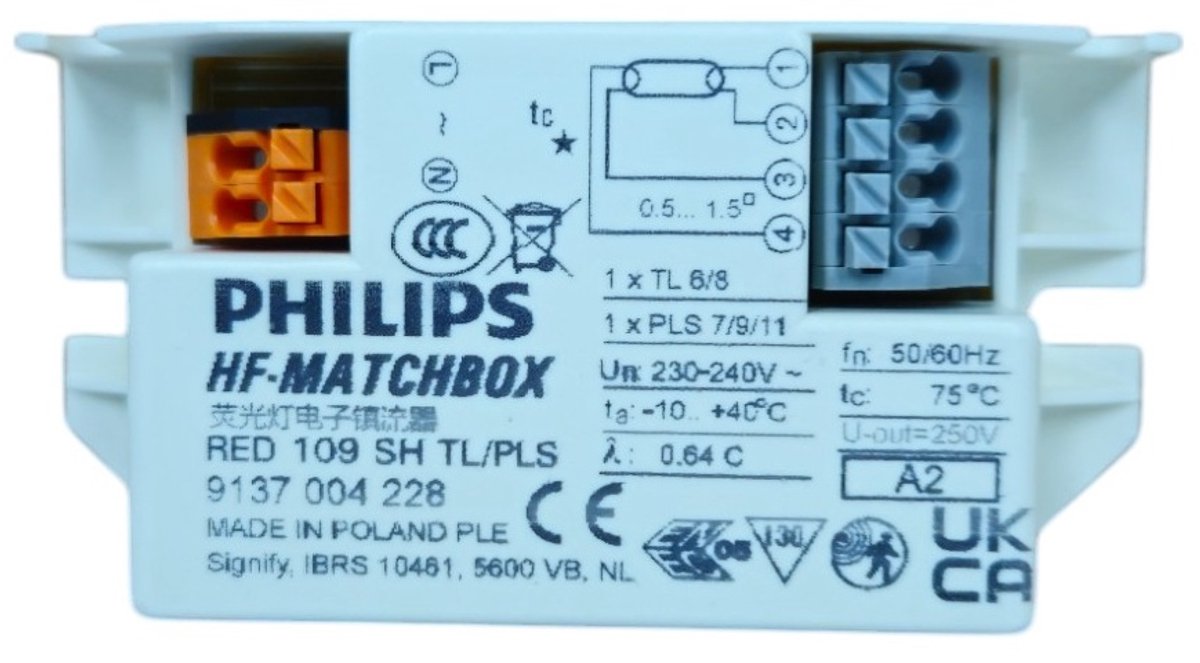 L
~
N
tc
1
2
3
4
0.5... 1.5
CCC
PHILIPS
HF-MATCHBOX
荧光灯电子镇流器
RED 109 SH TL/PLS
9137 004 228
MADE IN POLAND PLE
Signify, IBRS 10461, 5600 VB, NL
CE
1 x TL 6/8
1 x PLS 7/9/11
Un: 230-240V ~
ta: -10.. +40°C
λ: 0.64 C
fn: 50/60Hz
tc: 75°C
U-out=250V
A2
05
130
UK
CA